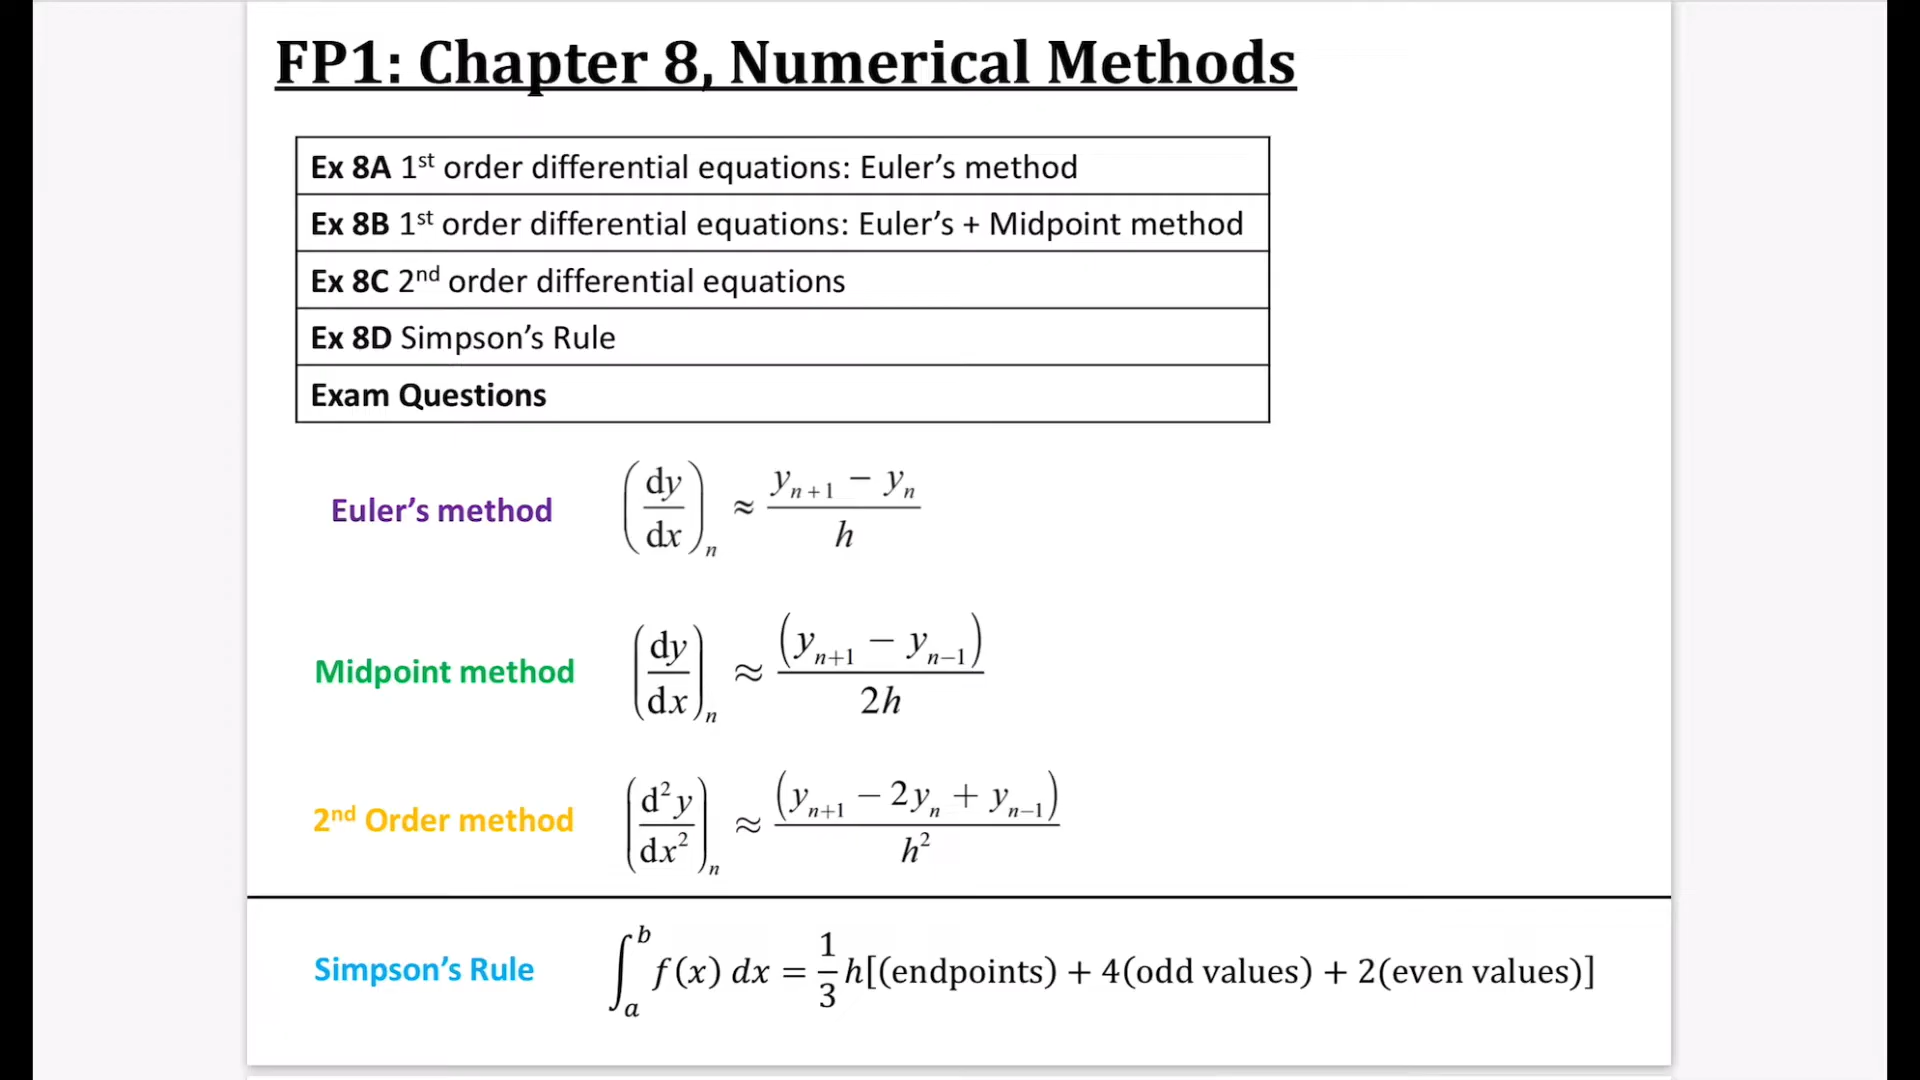 FP1: Chapter 8, Numerical Methods
Ex 8A 1st order differential equations: Euler’s method
Ex 8B 1st order differential equations: Euler’s + Midpoint method
Ex 8C 2nd order differential equations
Ex 8D Simpson’s Rule
Exam Questions
Euler’s method (dy/dx)_n ≈ (y_{n+1} − y_n)/h
Midpoint method (dy/dx)_n ≈ (y_{n+1} − y_{n−1})/2h
2nd Order method (d²y/dx²)_n ≈ (y_{n+1} − 2y_n + y_{n−1})/h²
Simpson’s Rule ∫_a^b f(x) dx = 1/3 h[(endpoints) + 4(odd values) + 2(even values)]